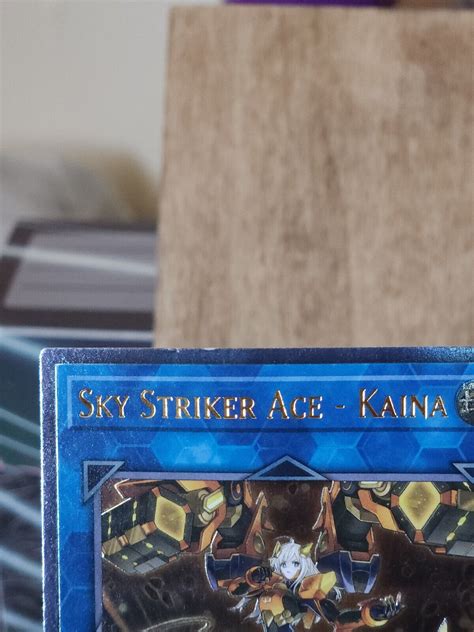 Sky Striker Ace - Kaina